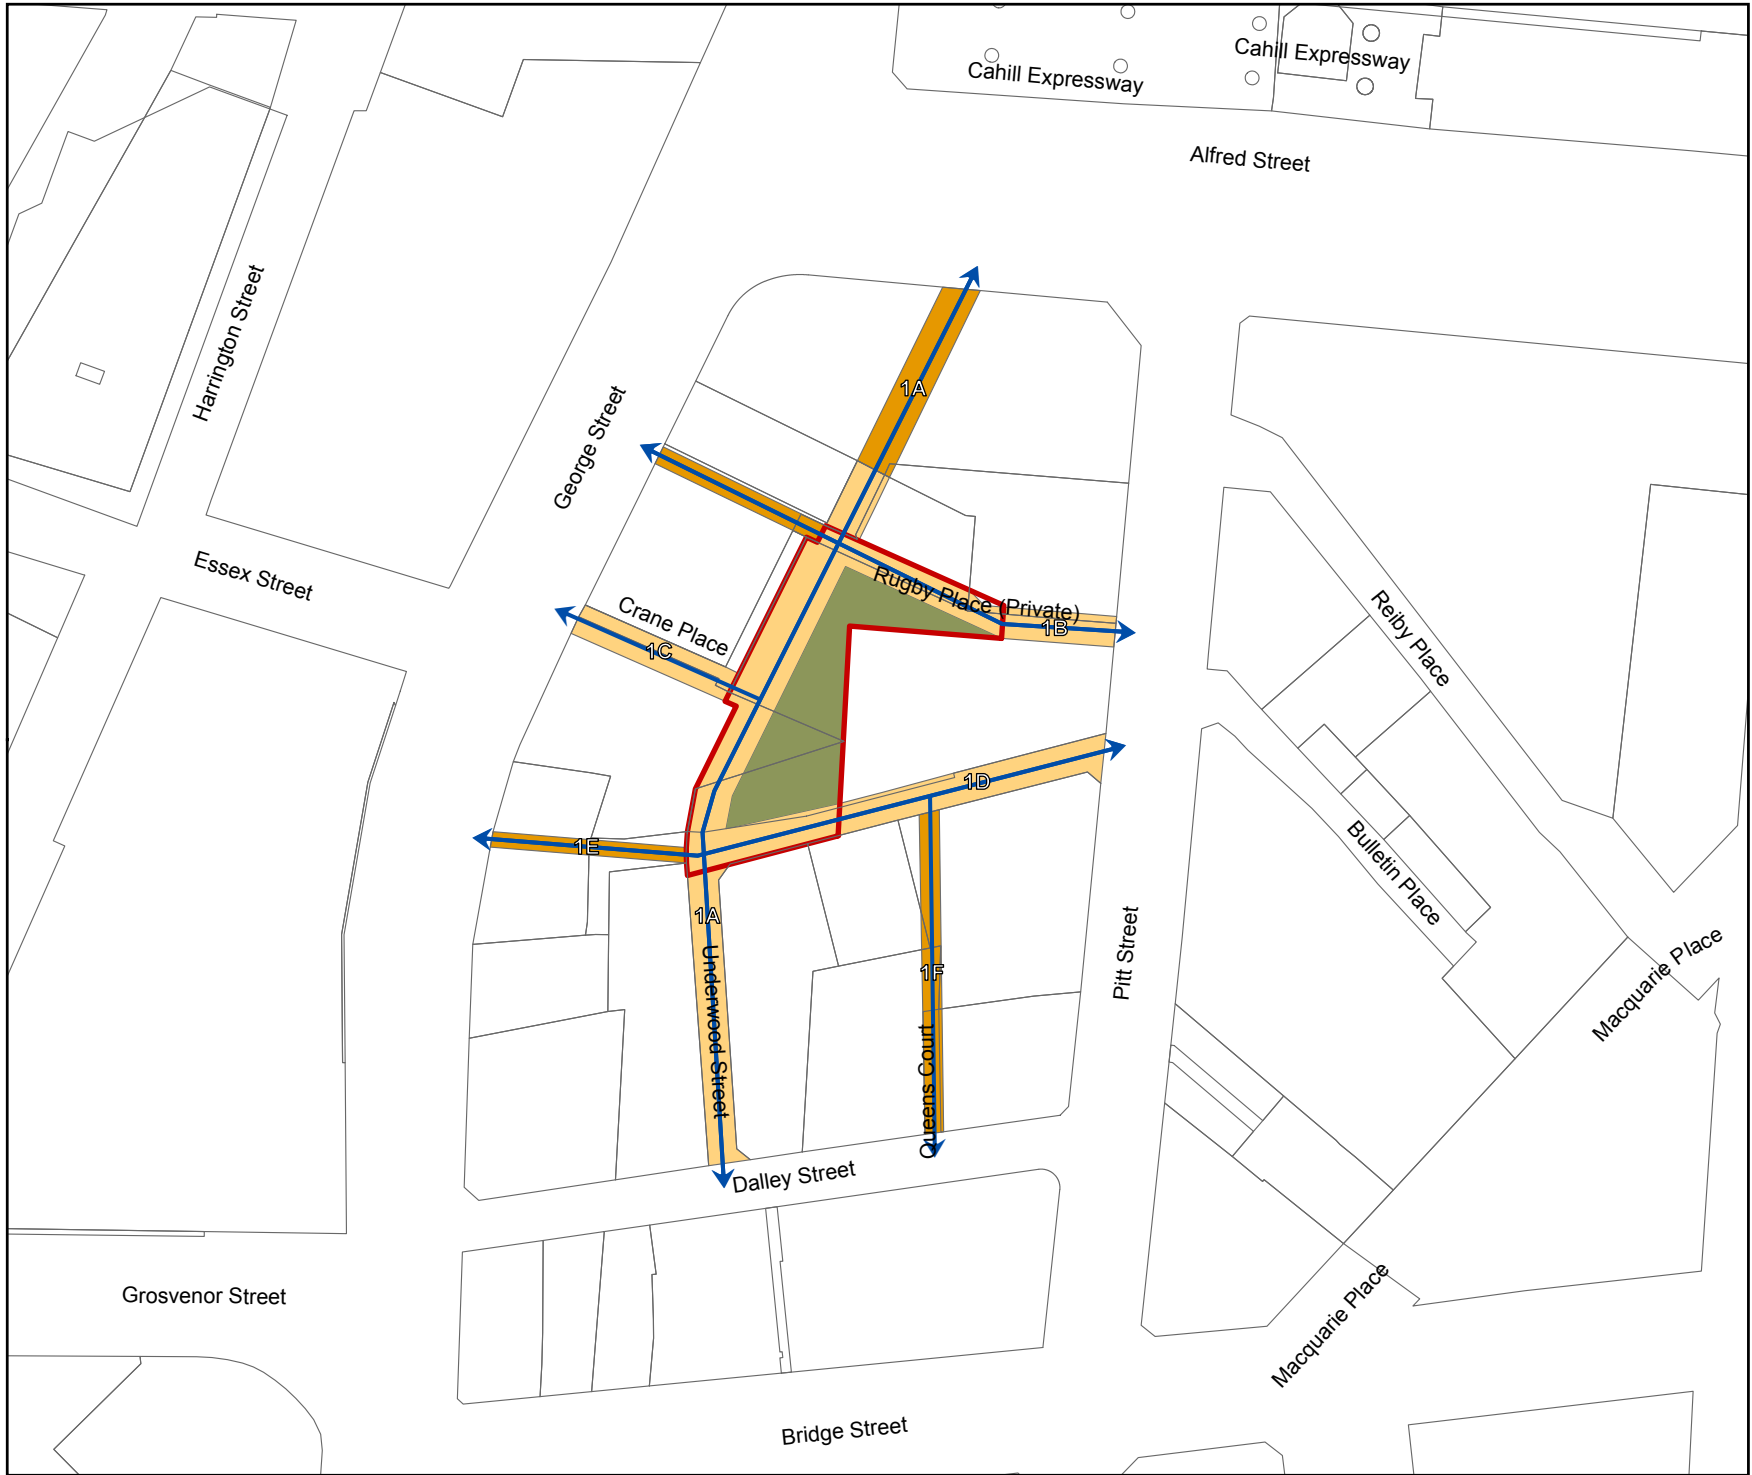 Cahill Expressway
Cahill Expressway
Alfred Street
Harrington Street
George Street
1A
Essex Street
Rugby Place (Private)
Crane Place
1B
1C
Reiby Place
1D
1E
Bulletin Place
1A
Underwood Street
1F
Pitt Street
Macquarie Place
Queens Court
Dalley Street
Grosvenor Street
Macquarie Place
Bridge Street